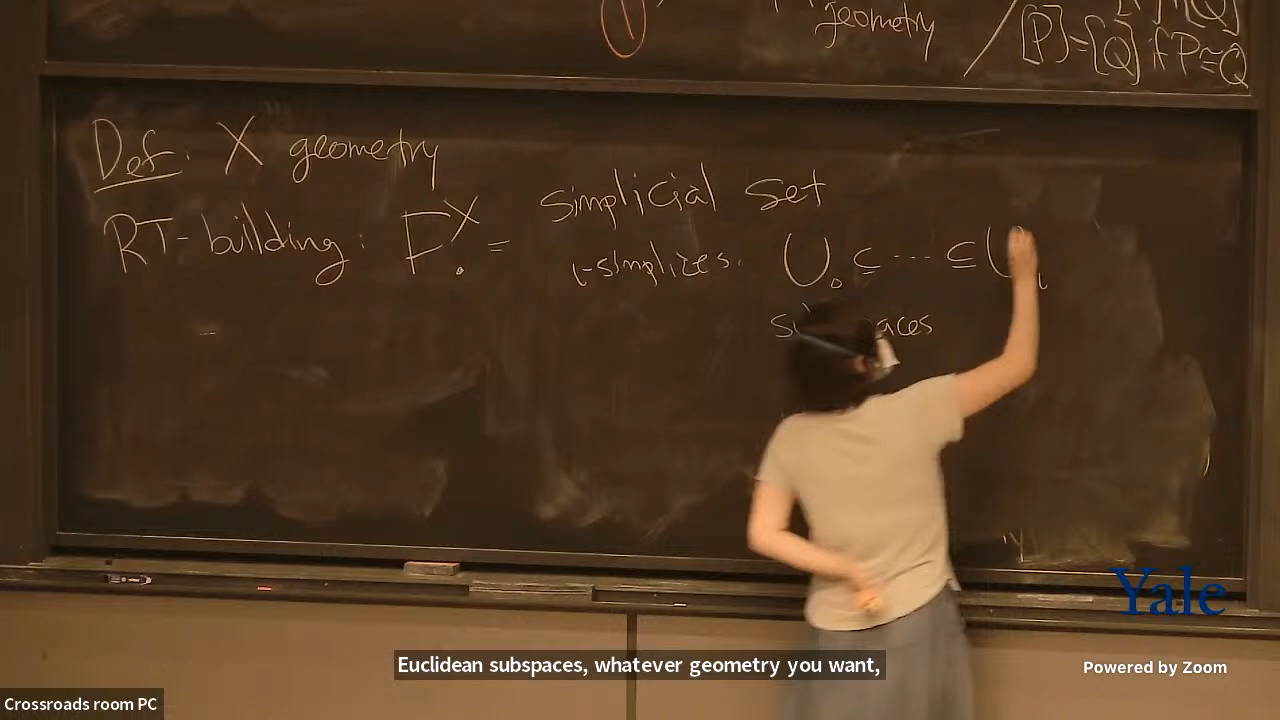 ①
geometry / [P]=[Q] if P≅Q
Def: X geometry
RT-building: F.^X = simplicial set
i-simplices: U₀ ⊆ ··· ⊆ U
Yale
Euclidean subspaces, whatever geometry you want,
Powered by Zoom
Crossroads room PC